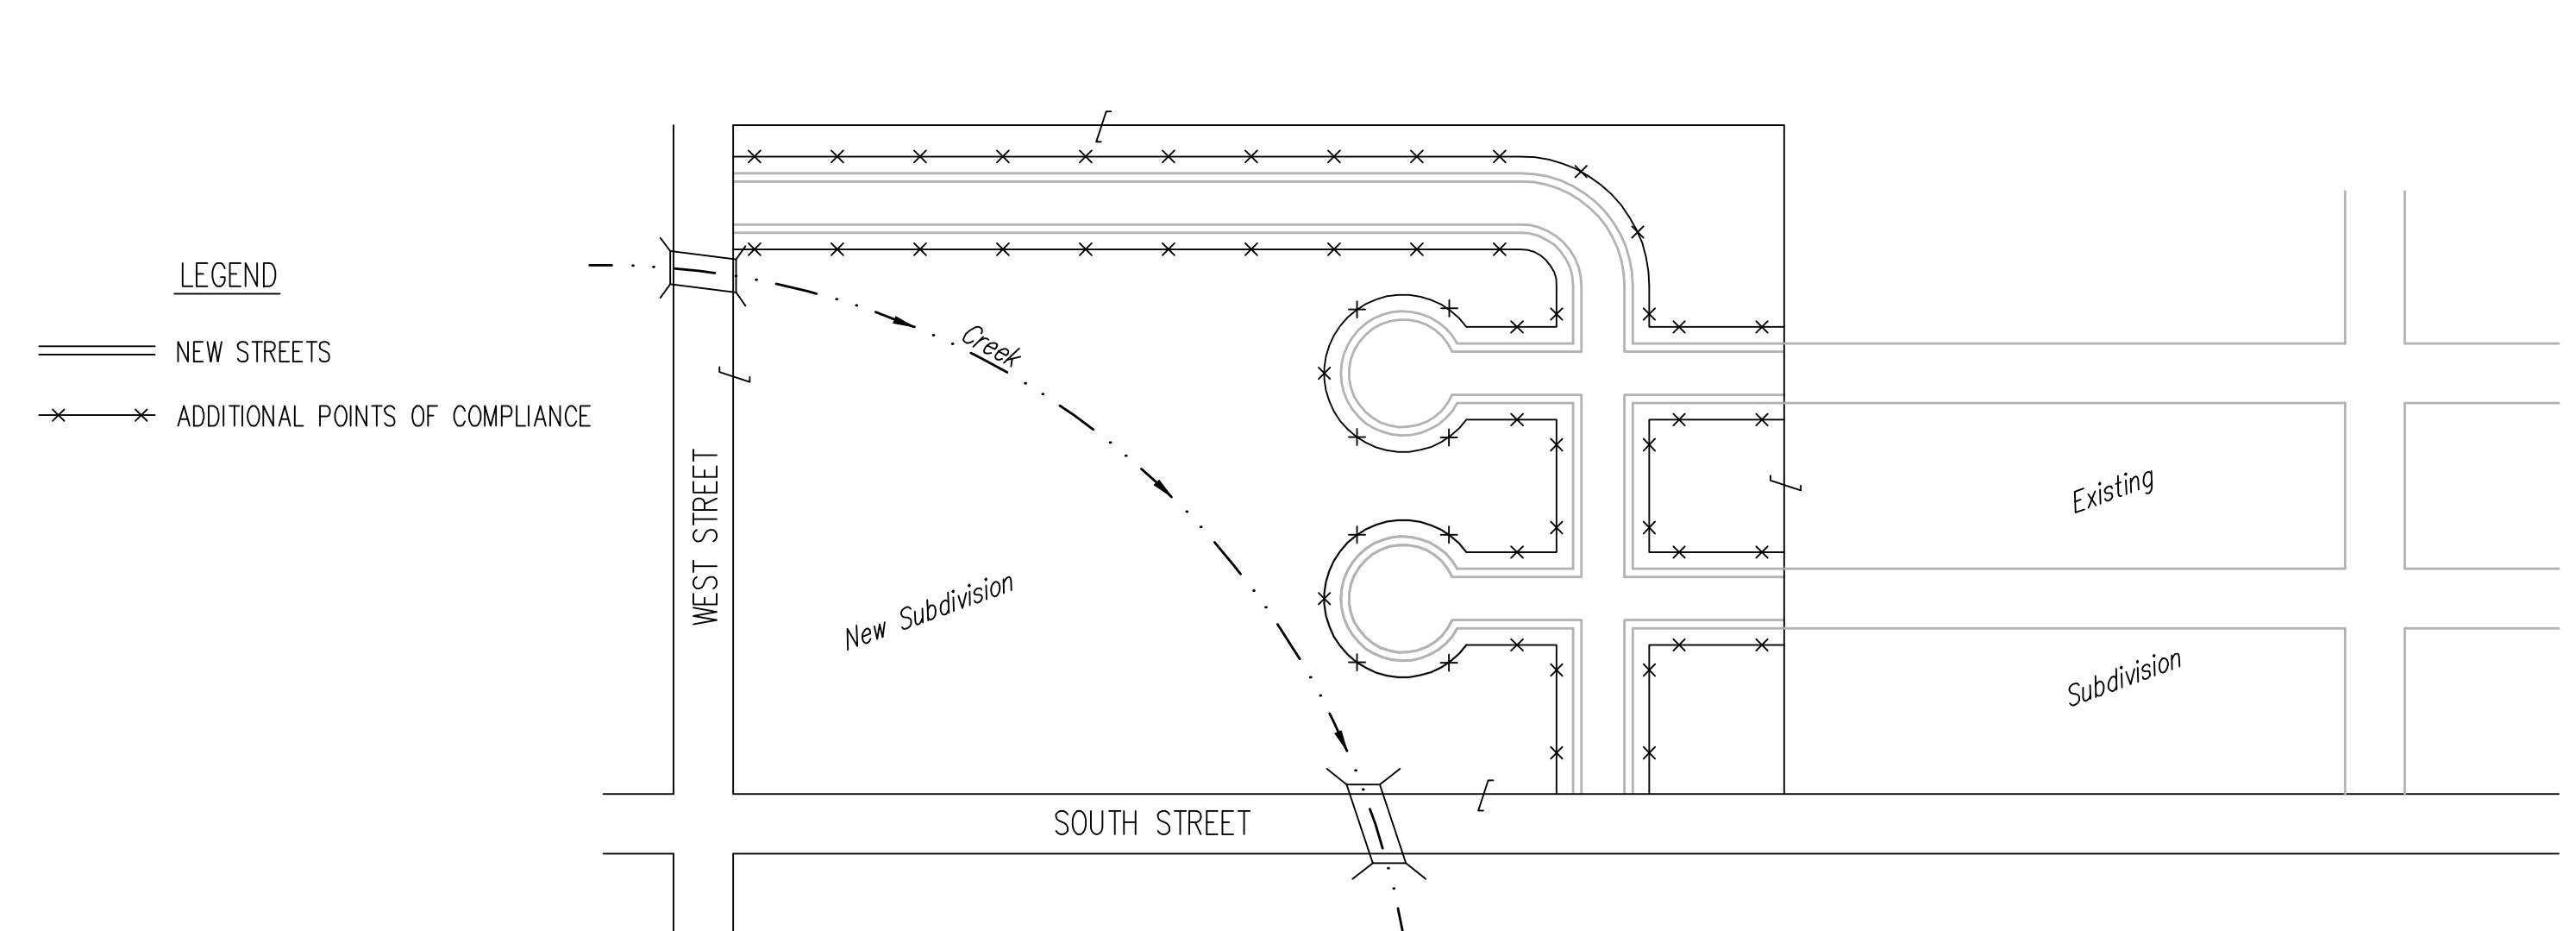 LEGEND
NEW STREETS
ADDITIONAL POINTS OF COMPLIANCE
WEST STREET
Creek
New Subdivision
SOUTH STREET
Existing
Subdivision